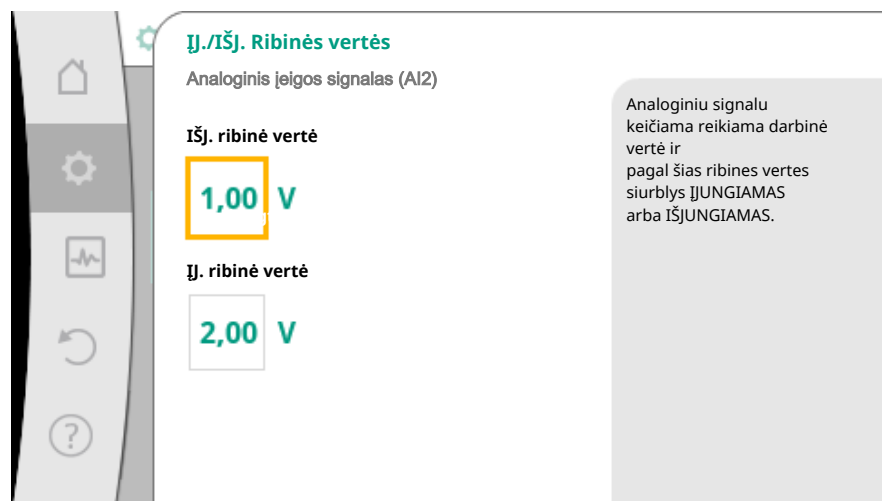 ĮJ./IŠJ. Ribinės vertės
Analoginis įeigos signalas (AI2)
IŠJ. ribinė vertė
1,00 V
ĮJ. ribinė vertė
2,00 V
Analoginiu signalu
keičiama reikiama darbinė
vertė ir
pagal šias ribines vertes
siurblys ĮJUNGIAMAS
arba IŠJUNGIAMAS.
?